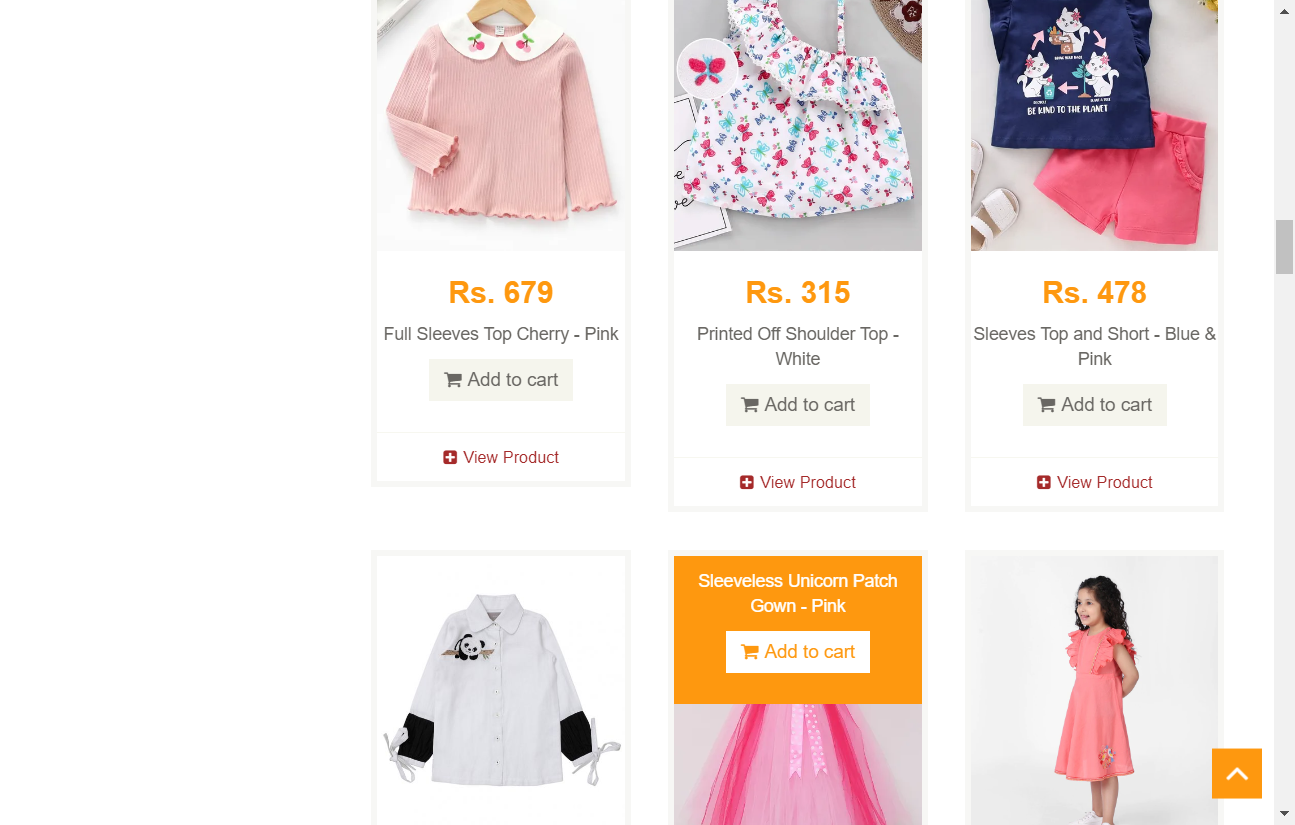 BE KIND TO THE PLANET
Rs. 679
Full Sleeves Top Cherry - Pink
Add to cart
View Product
Rs. 315
Printed Off Shoulder Top -
White
Add to cart
View Product
Rs. 478
Sleeves Top and Short - Blue &
Pink
Add to cart
View Product
Sleeveless Unicorn Patch
Gown - Pink
Add to cart